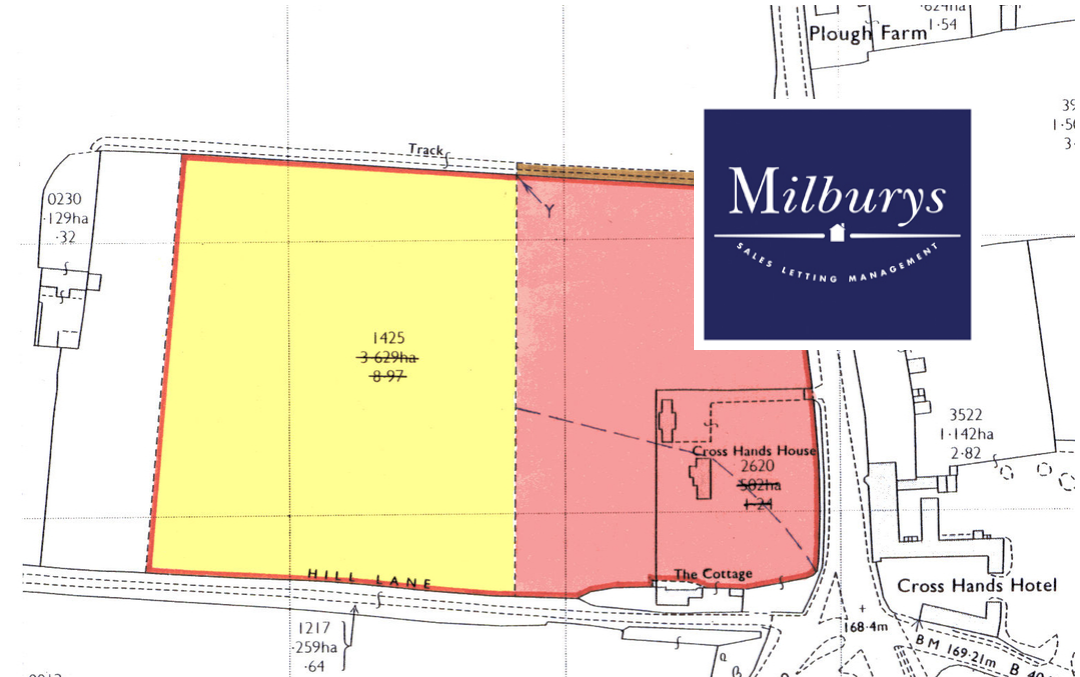 ·624ha
1·54
Plough Farm
Track
Y
Milburys
SALES LETTING MANAGEMENT
0230
·129ha
·32
1425
3·629ha
8·97
3522
1·142ha
2·82
Cross Hands House
2620
502ha
1·24
The Cottage
HILL LANE
Cross Hands Hotel
1217
·259ha
·64
168·4m
BM 169·21m